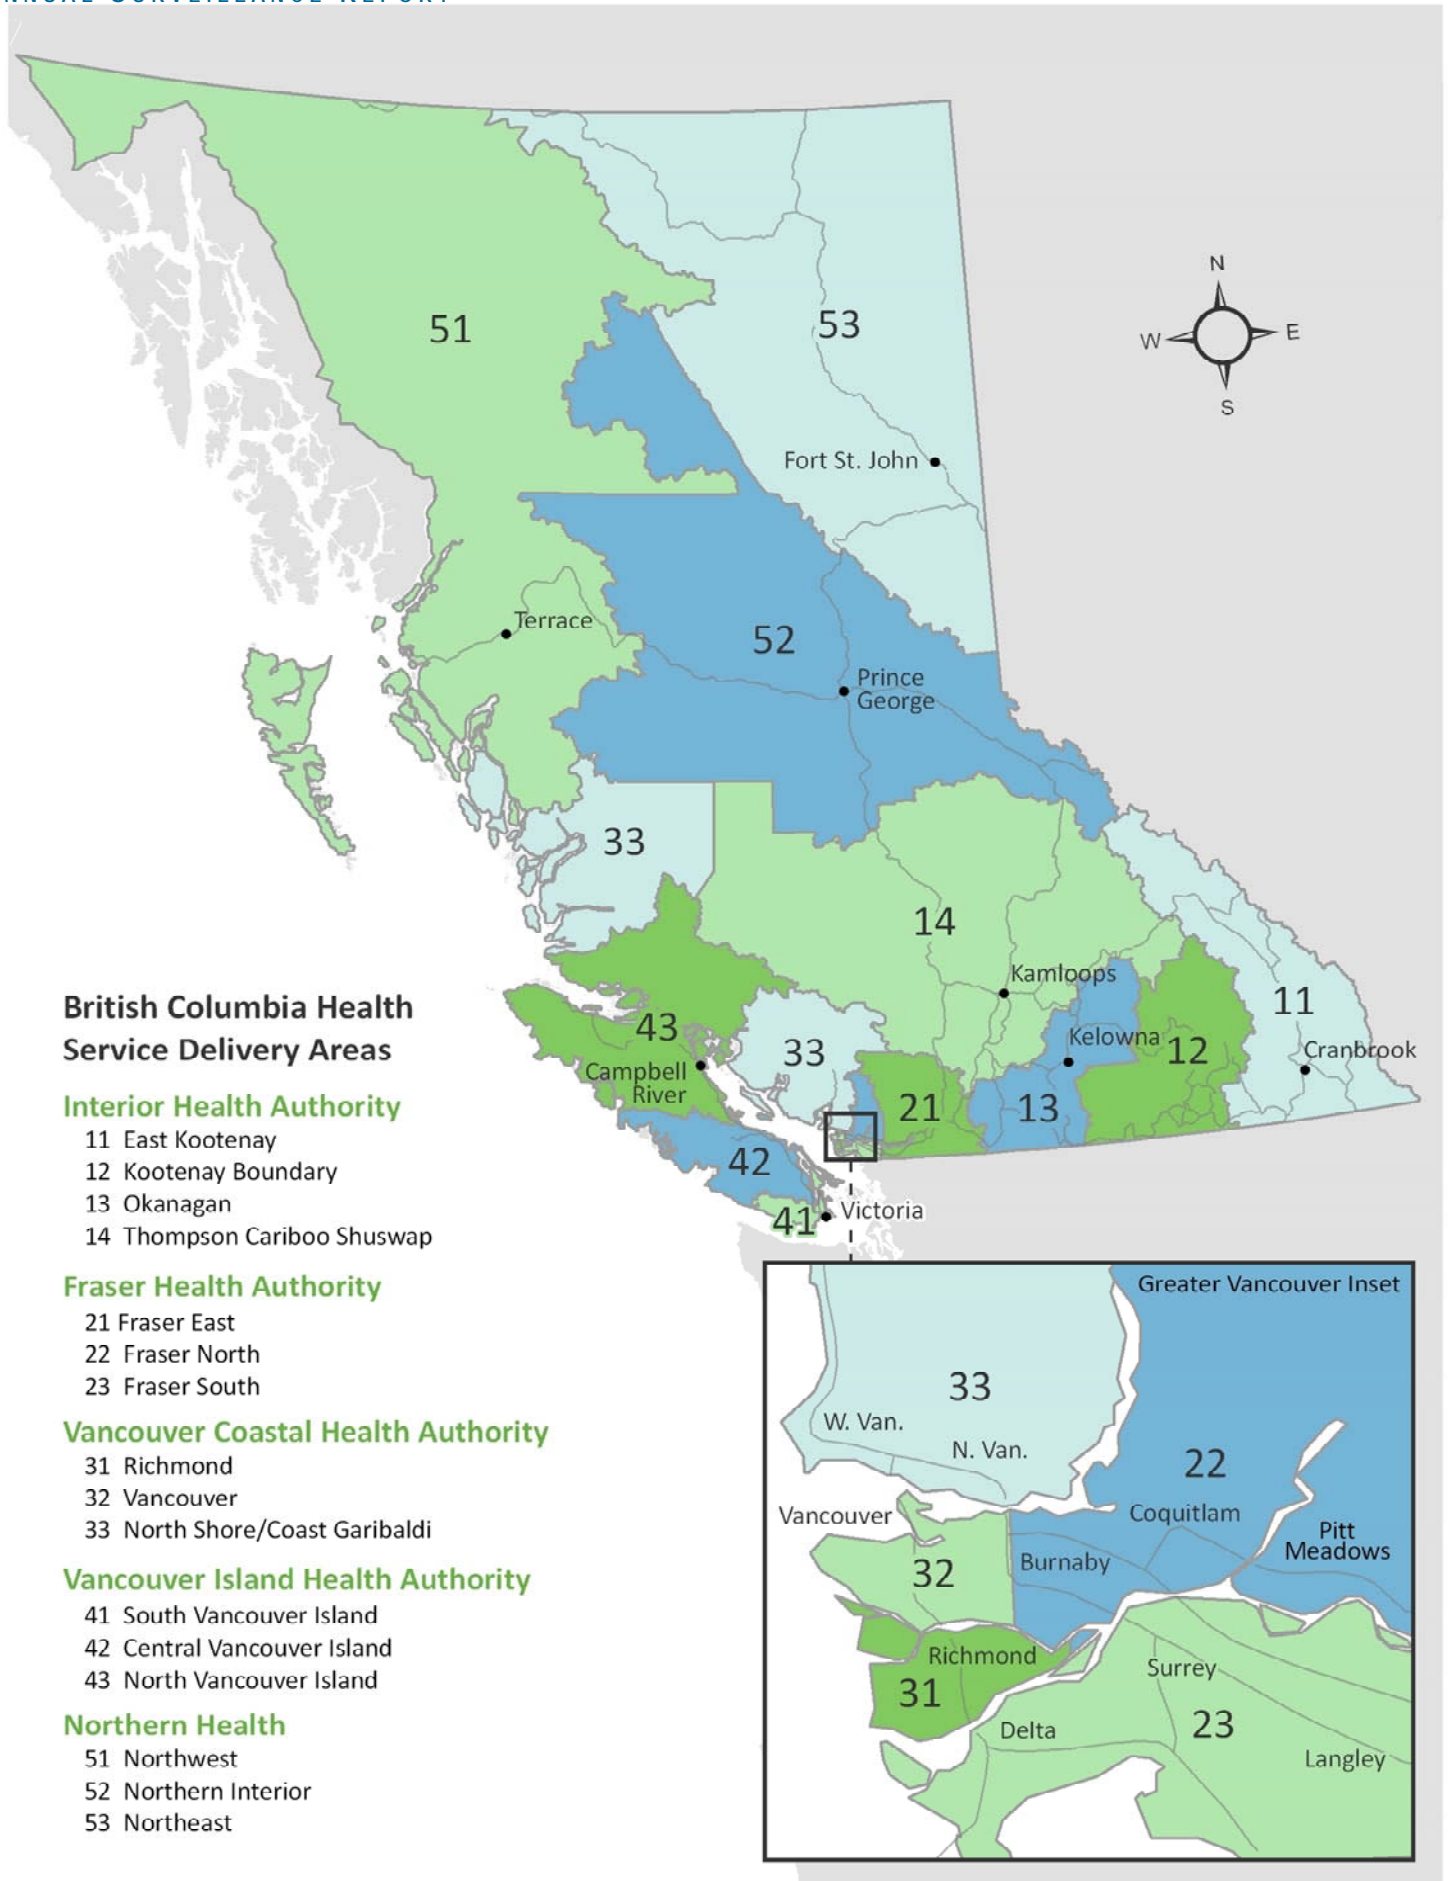 51
53
N
W
E
S
Fort St. John
Terrace
52
Prince
George
33
14
Kamloops
11
43
33
Kelowna
12
Cranbrook
Campbell
River
21
13
42
41
Victoria
British Columbia Health
Service Delivery Areas
Interior Health Authority
11 East Kootenay
12 Kootenay Boundary
13 Okanagan
14 Thompson Cariboo Shuswap
Fraser Health Authority
21 Fraser East
22 Fraser North
23 Fraser South
Vancouver Coastal Health Authority
31 Richmond
32 Vancouver
33 North Shore/Coast Garibaldi
Vancouver Island Health Authority
41 South Vancouver Island
42 Central Vancouver Island
43 North Vancouver Island
Northern Health
51 Northwest
52 Northern Interior
53 Northeast
Greater Vancouver Inset
33
W. Van.
N. Van.
22
Vancouver
Coquitlam
Pitt
Meadows
Burnaby
32
Richmond
31
Surrey
23
Delta
Langley